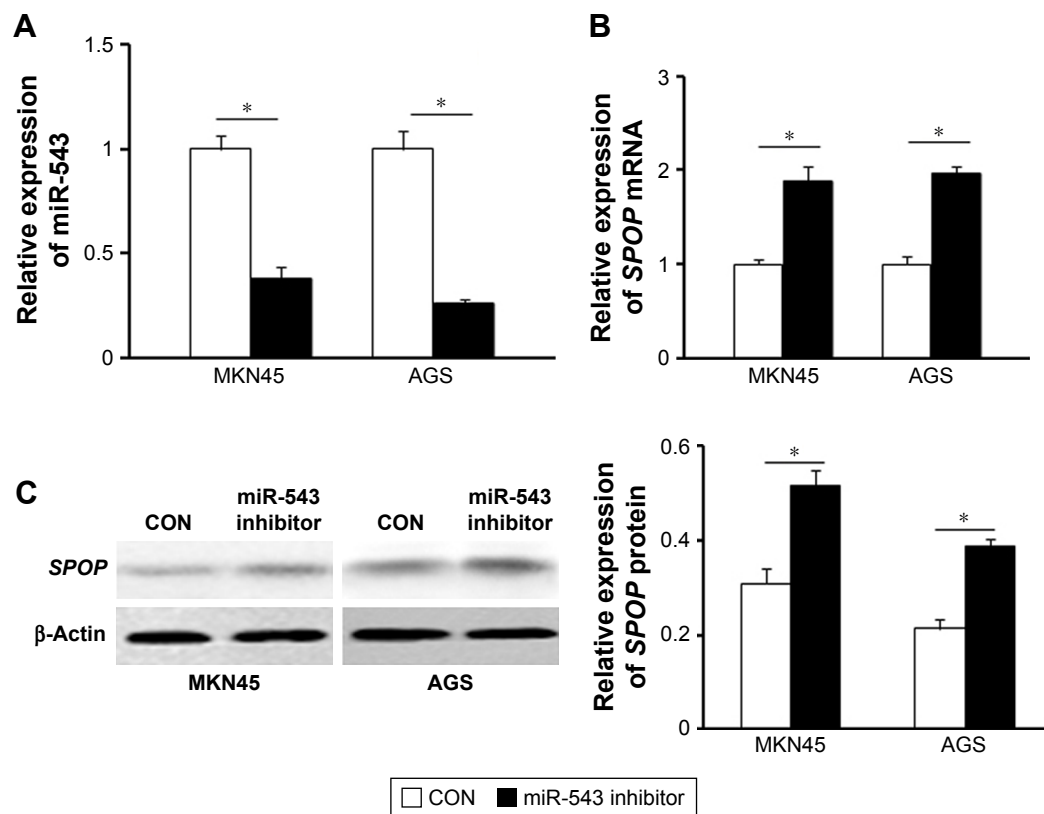 A
Relative expression
of miR-543
1.5
1
0.5
0
*
*
MKN45
AGS
B
Relative expression
of SPOP mRNA
3
2
1
0
*
*
MKN45
AGS
C
CON
miR-543
inhibitor
CON
miR-543
inhibitor
SPOP
β-Actin
MKN45
AGS
Relative expression
of SPOP protein
0.6
0.4
0.2
0
*
*
MKN45
AGS
CON
miR-543 inhibitor